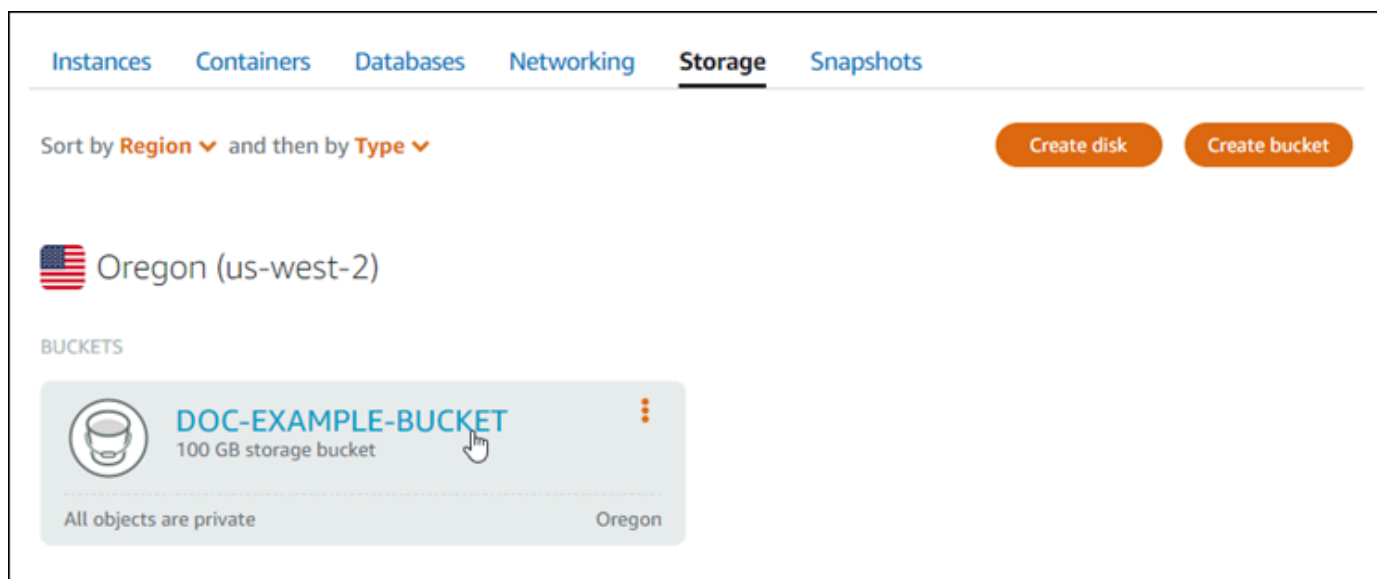 Instances Containers Databases Networking Storage Snapshots
Sort by Region and then by Type Create disk Create bucket
Oregon (us-west-2)
BUCKETS
DOC-EXAMPLE-BUCKET
100 GB storage bucket
All objects are private Oregon